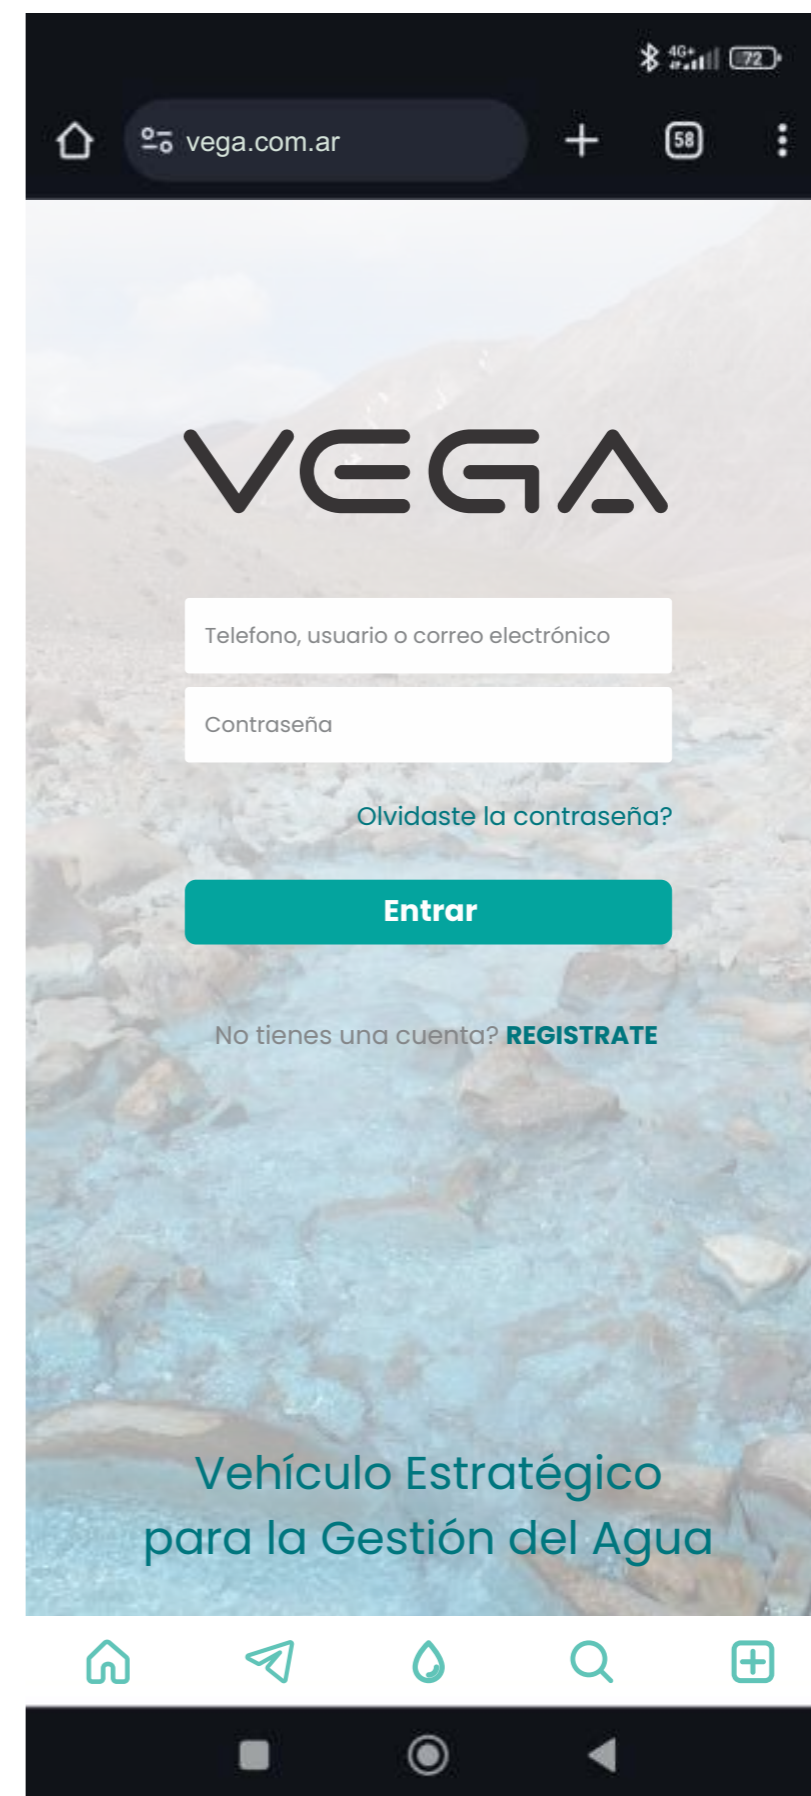 4G+
72
vega.com.ar
58
VEGA
Telefono, usuario o correo electrónico
Contraseña
Olvidaste la contraseña?
Entrar
No tienes una cuenta? REGISTRATE
Vehículo Estratégico
para la Gestión del Agua